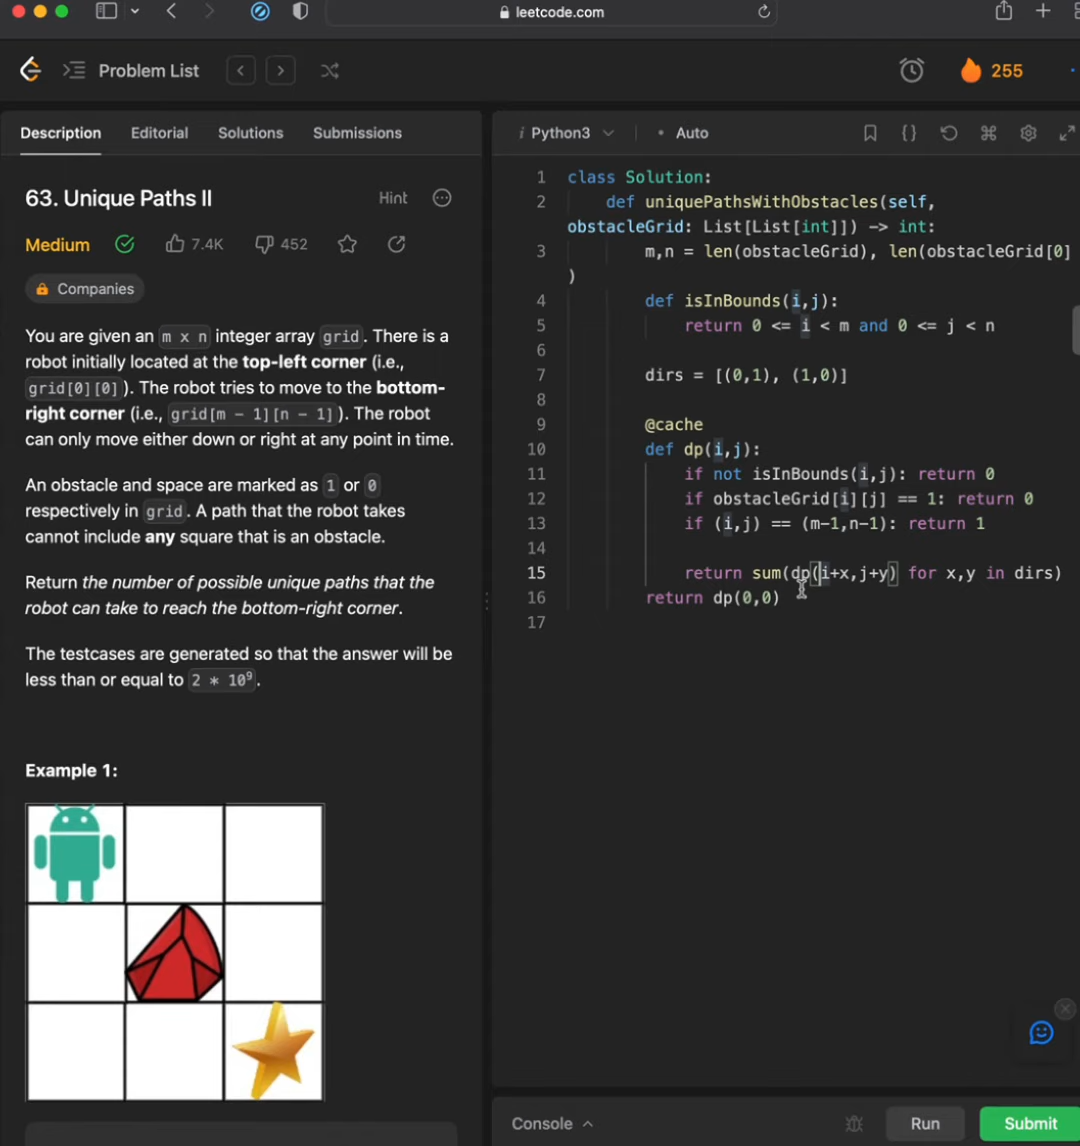 leetcode.com
Problem List
255
Description Editorial Solutions Submissions
63. Unique Paths II Hint
Medium 7.4K 452
Companies
You are given an m x n integer array grid. There is a
robot initially located at the top-left corner (i.e.,
grid[0][0]). The robot tries to move to the bottom-
right corner (i.e., grid[m - 1][n - 1]). The robot
can only move either down or right at any point in time.
An obstacle and space are marked as 1 or 0
respectively in grid. A path that the robot takes
cannot include any square that is an obstacle.
Return the number of possible unique paths that the
robot can take to reach the bottom-right corner.
The testcases are generated so that the answer will be
less than or equal to 2 * 10⁹.
Example 1:
i Python3 • Auto
1 class Solution:
2 def uniquePathsWithObstacles(self,
obstacleGrid: List[List[int]]) -> int:
3 m,n = len(obstacleGrid), len(obstacleGrid[0]
)
4 def isInBounds(i,j):
5 return 0 <= i < m and 0 <= j < n
6
7 dirs = [(0,1), (1,0)]
8
9 @cache
10 def dp(i,j):
11 if not isInBounds(i,j): return 0
12 if obstacleGrid[i][j] == 1: return 0
13 if (i,j) == (m-1,n-1): return 1
14
15 return sum(dp(i+x,j+y) for x,y in dirs)
16 return dp(0,0)
17
Console Run Submit